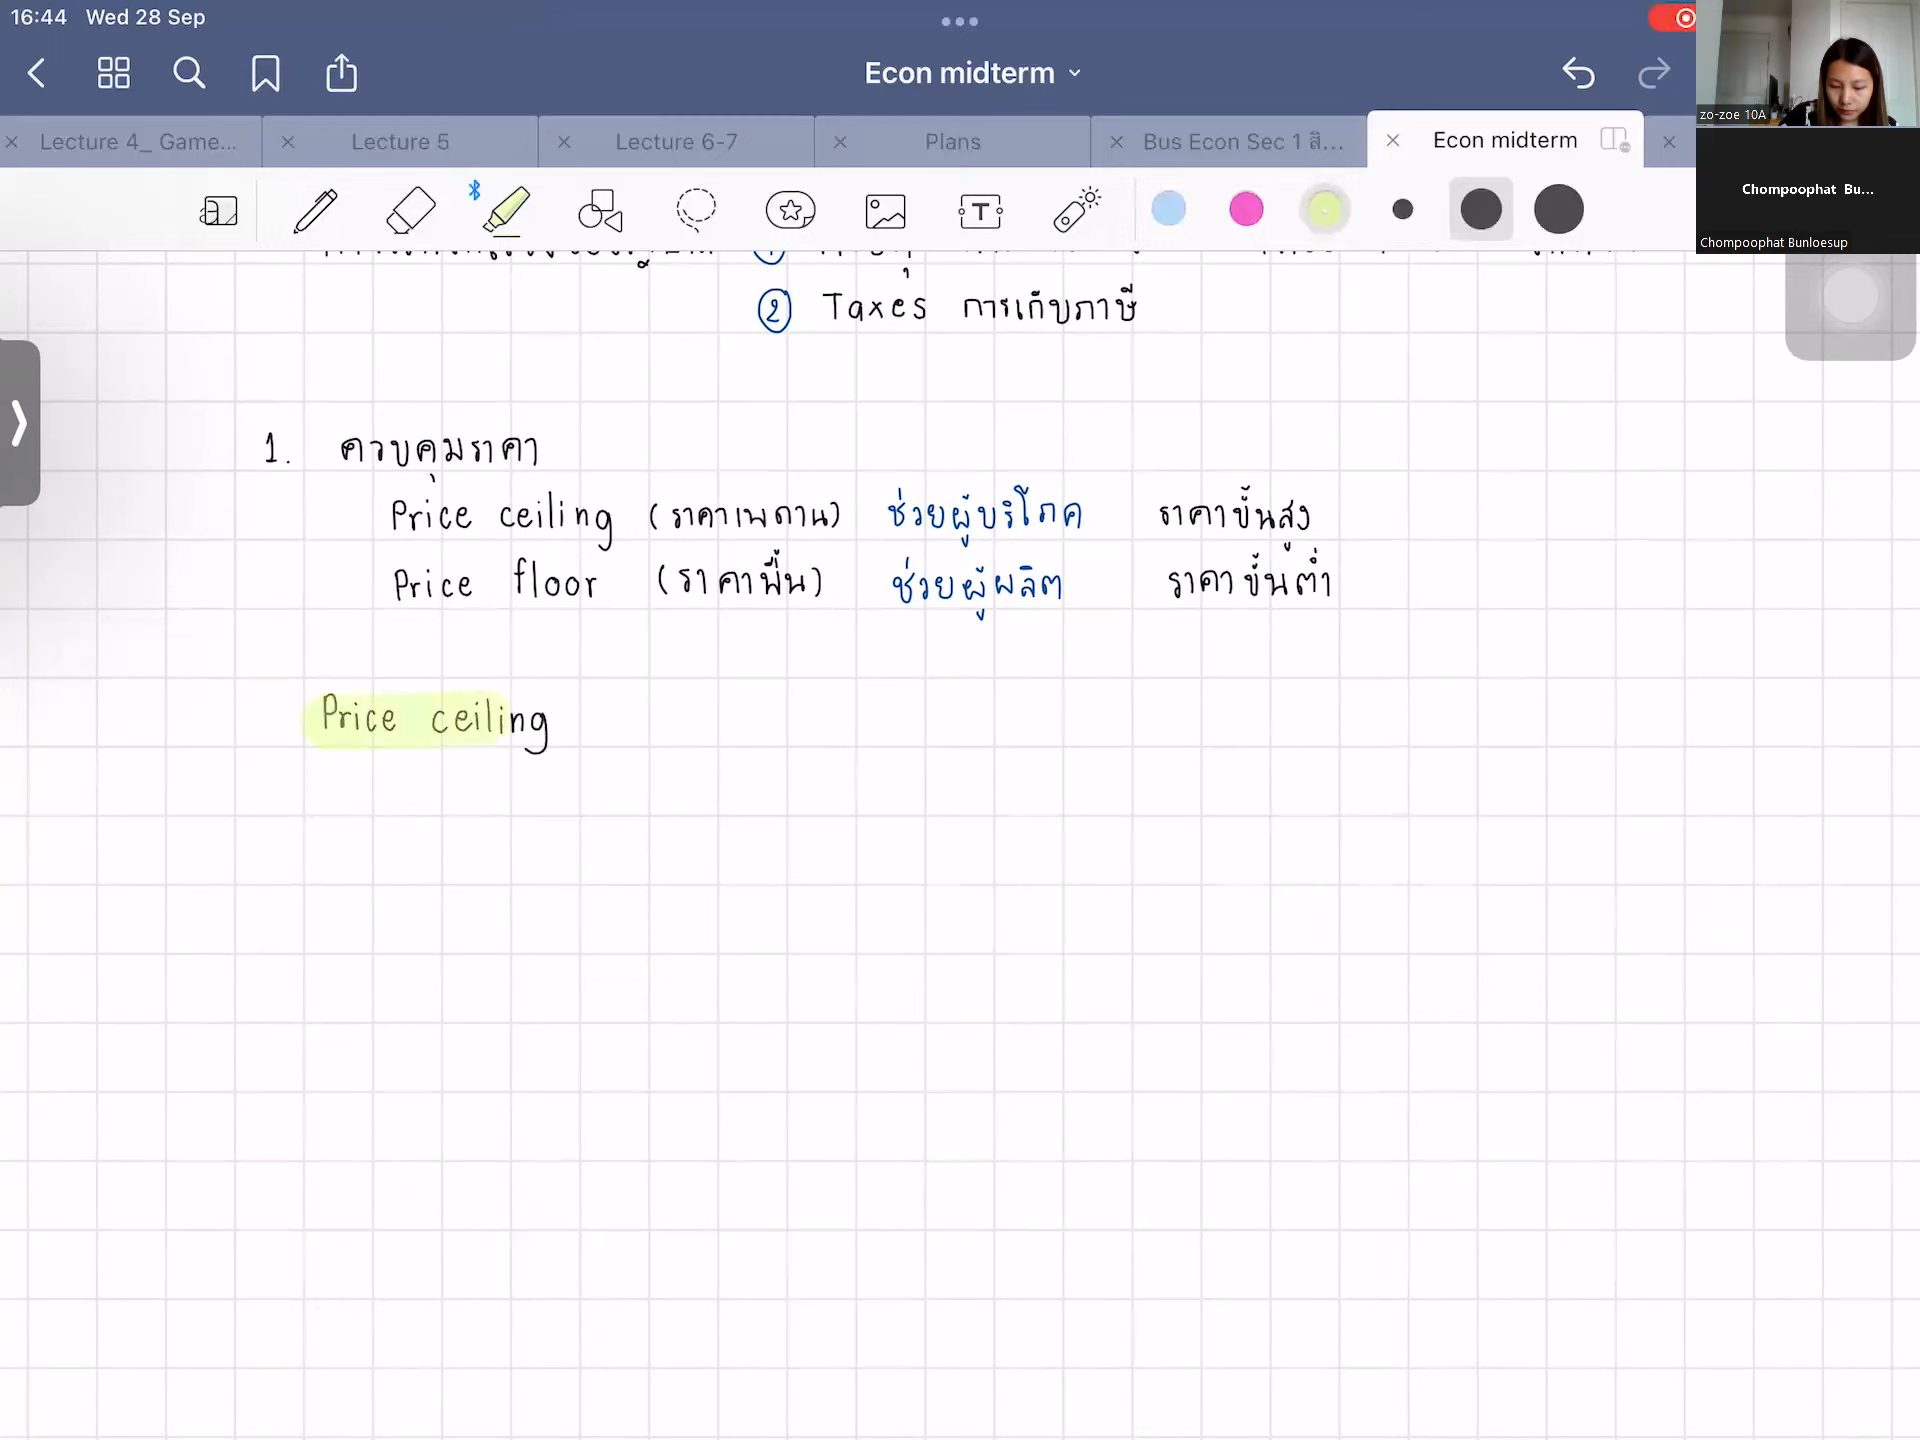 16:44 Wed 28 Sep
Econ midterm
Lecture 4_ Game...
Lecture 5
Lecture 6-7
Plans
Bus Econ Sec 1 สิ...
Econ midterm
zo-zoe 10A
Chompoophat Bu...
Chompoophat Bunloesup
2 Taxes การเก็บภาษี
1. ควบคุมราคา
Price ceiling (ราคาเพดาน) ช่วยผู้บริโภค ราคาขั้นสูง
Price floor (ราคาพื้น) ช่วยผู้ผลิต ราคาขั้นต่ำ
Price ceiling